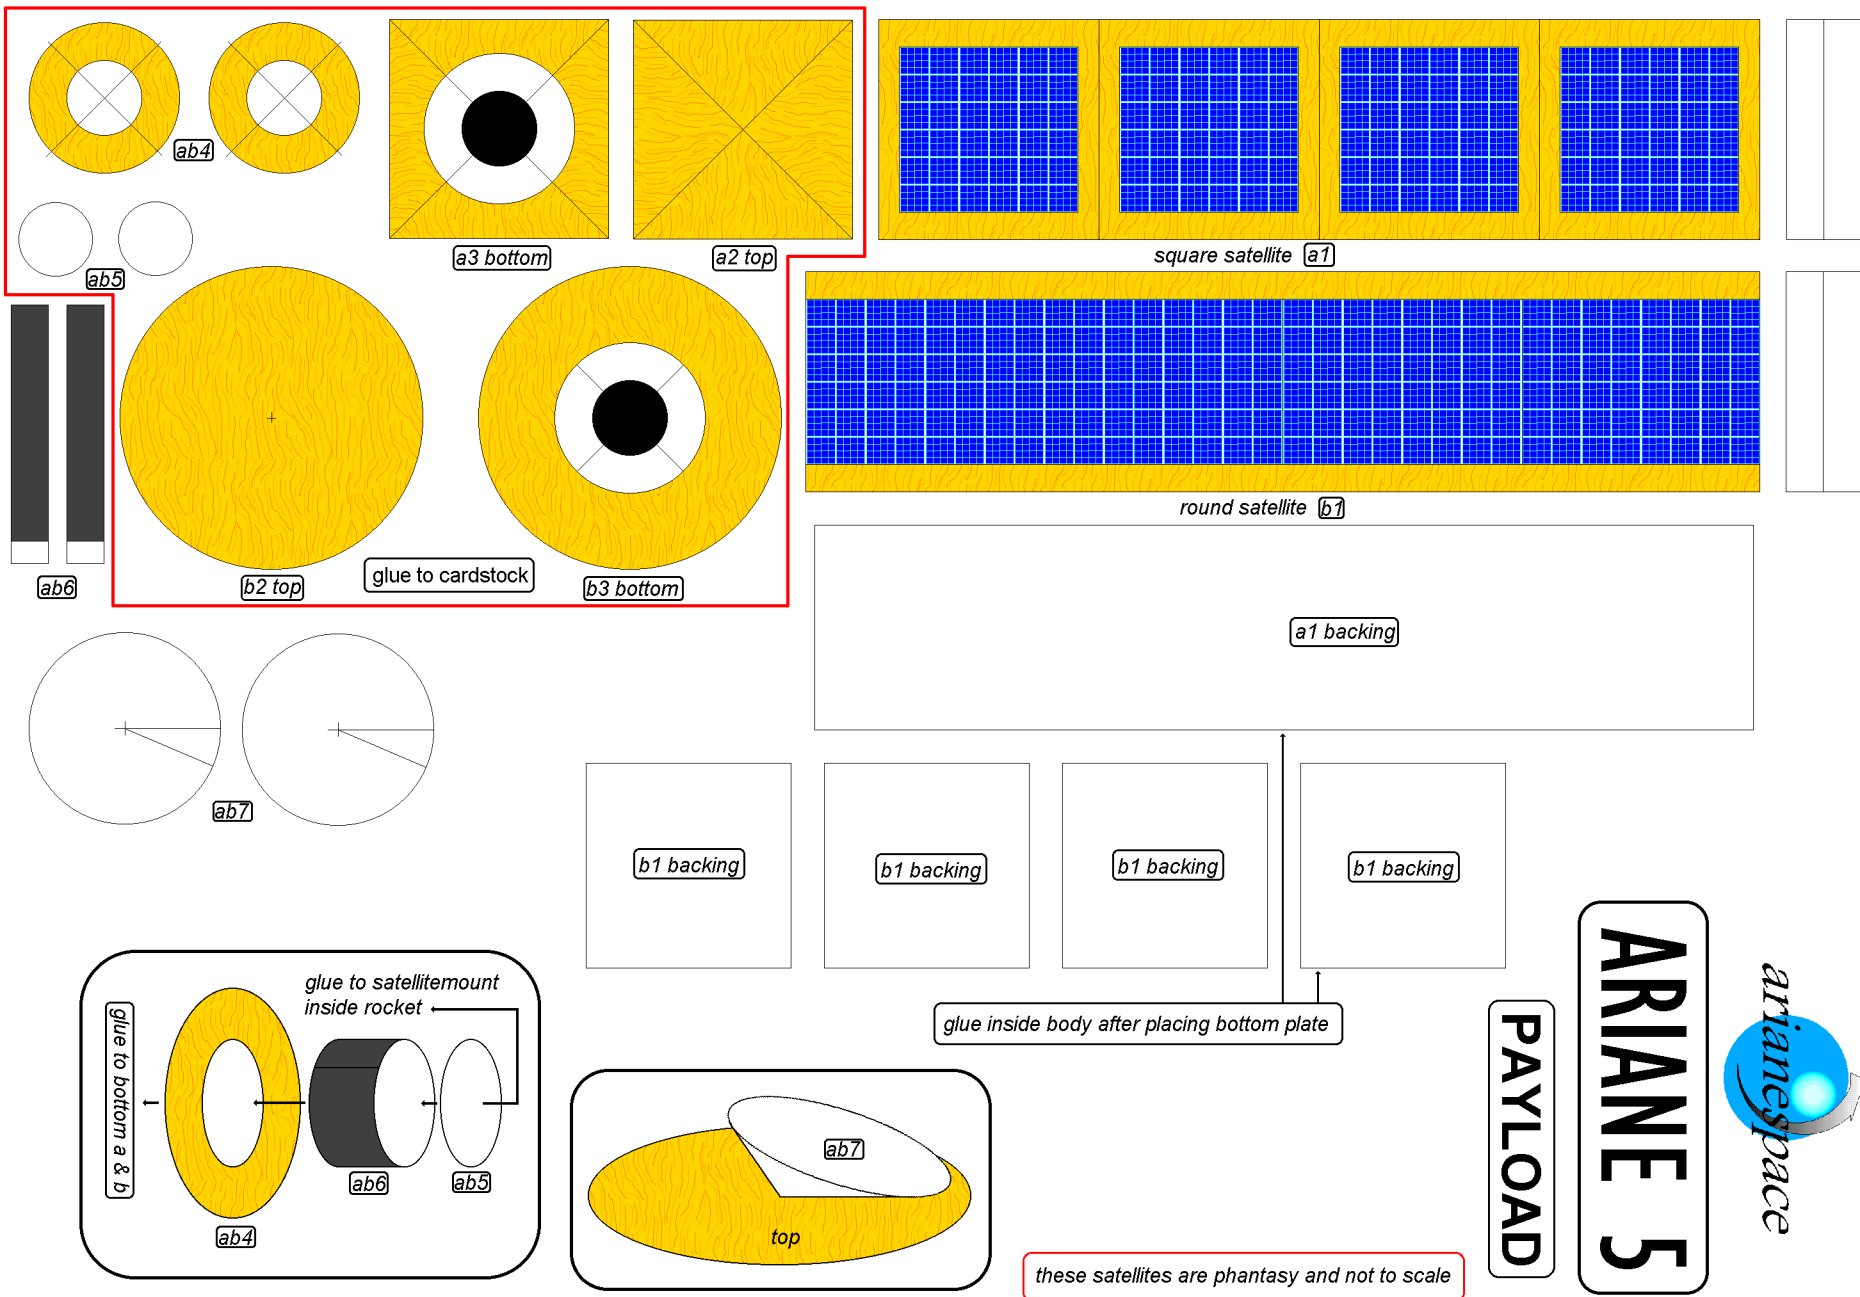 ab4
a3 bottom
a2 top
square satellite a1
ab5
round satellite b1
ab6
b2 top
glue to cardstock
b3 bottom
a1 backing
ab7
b1 backing
b1 backing
b1 backing
b1 backing
glue to satellitemount
inside rocket
glue to bottom a & b
ab6
ab5
ab4
glue inside body after placing bottom plate
ab7
top
these satellites are phantasy and not to scale
PAYLOAD
ARIANE 5
arianespace